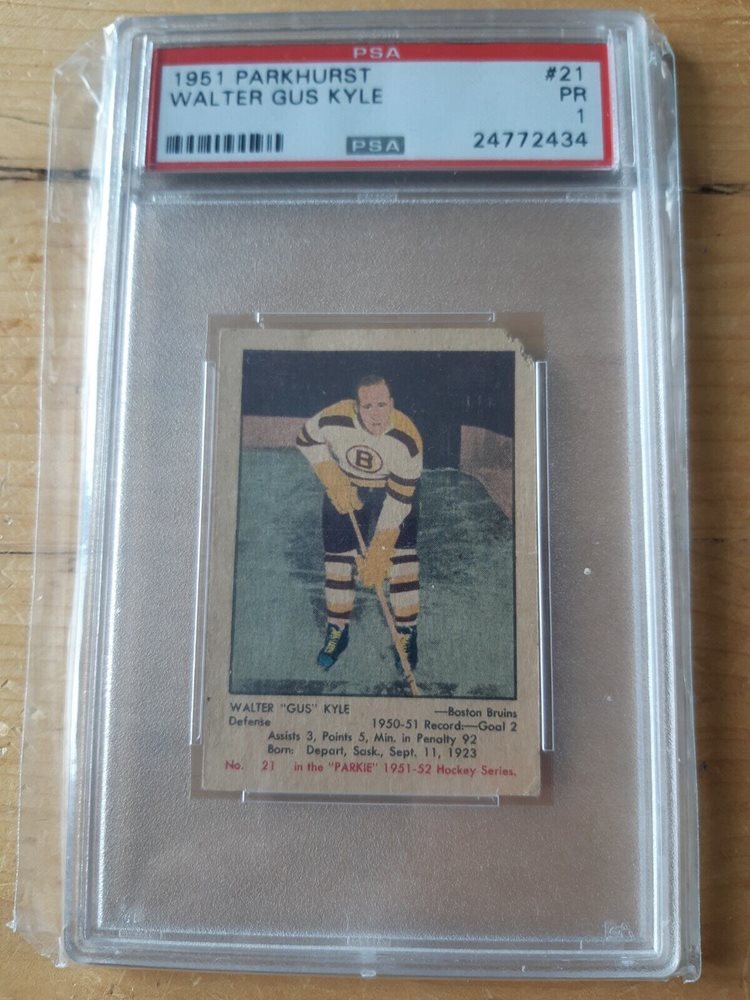 PSA
1951 PARKHURST #21
WALTER GUS KYLE PR
1
PSA 24772434
B
WALTER "GUS" KYLE —Boston Bruins
Defense 1950-51 Record:—Goal 2
Assists 3, Points 5, Min. in Penalty 92
Born: Depart, Sask., Sept. 11, 1923
No. 21 in the "PARKIE" 1951-52 Hockey Series.